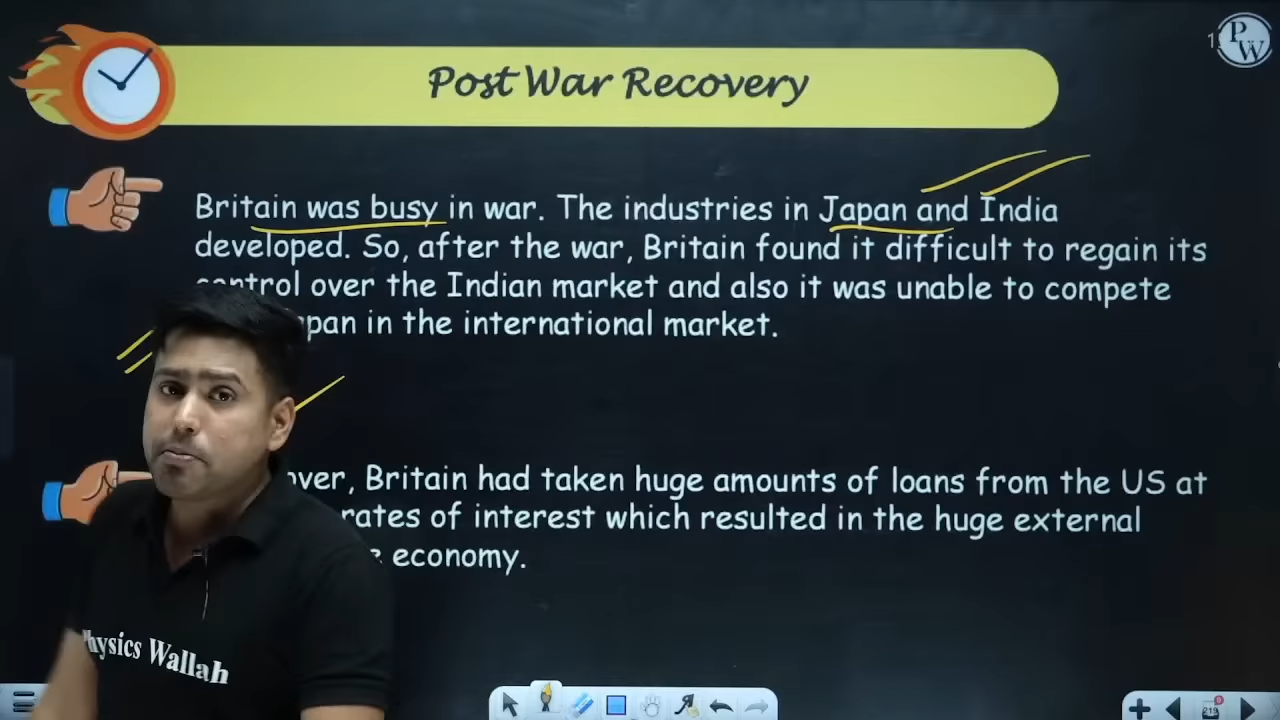 Post War Recovery
PW
Britain was busy in war. The industries in Japan and India
developed. So, after the war, Britain found it difficult to regain its
control over the Indian market and also it was unable to compete
in the international market.
Britain had taken huge amounts of loans from the US at
rates of interest which resulted in the huge external
economy.
Physics Wallah
219